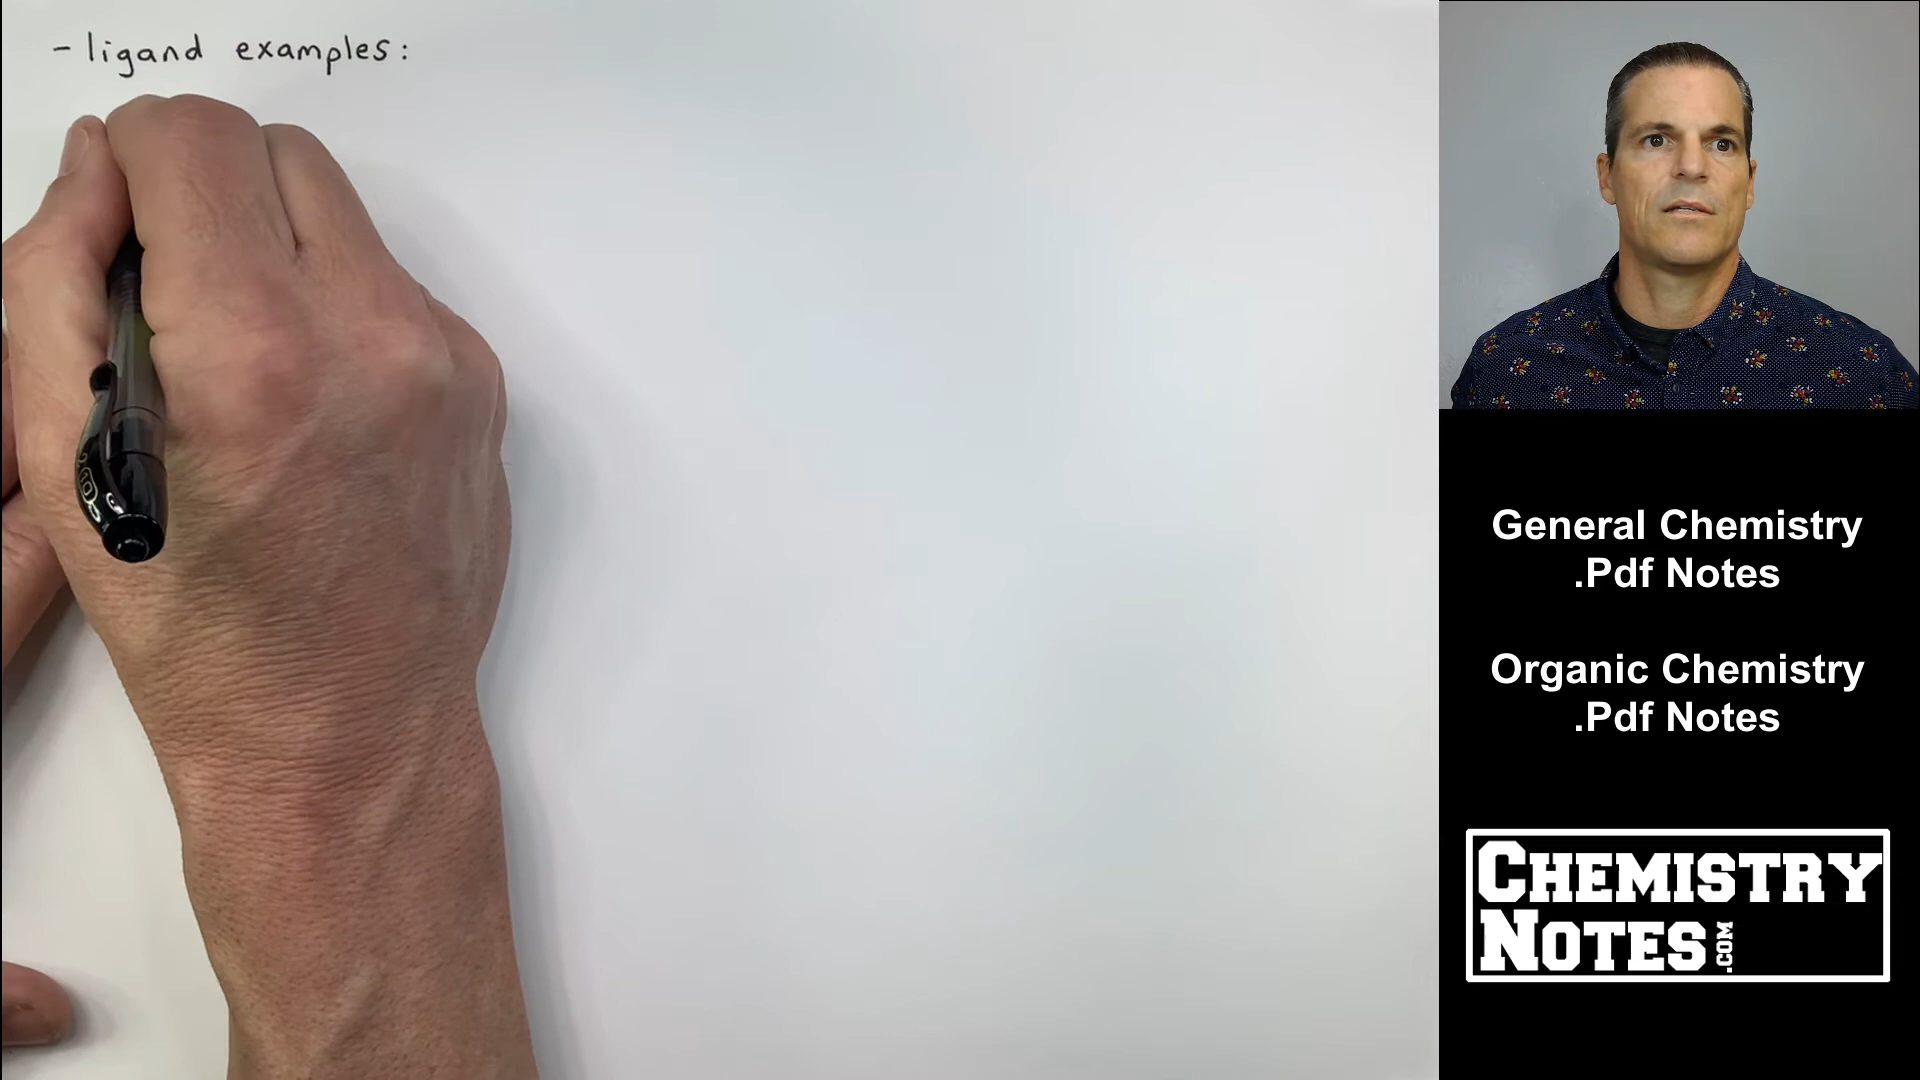 - ligand examples:
General Chemistry
.Pdf Notes
Organic Chemistry
.Pdf Notes
CHEMISTRY
NOTES.COM